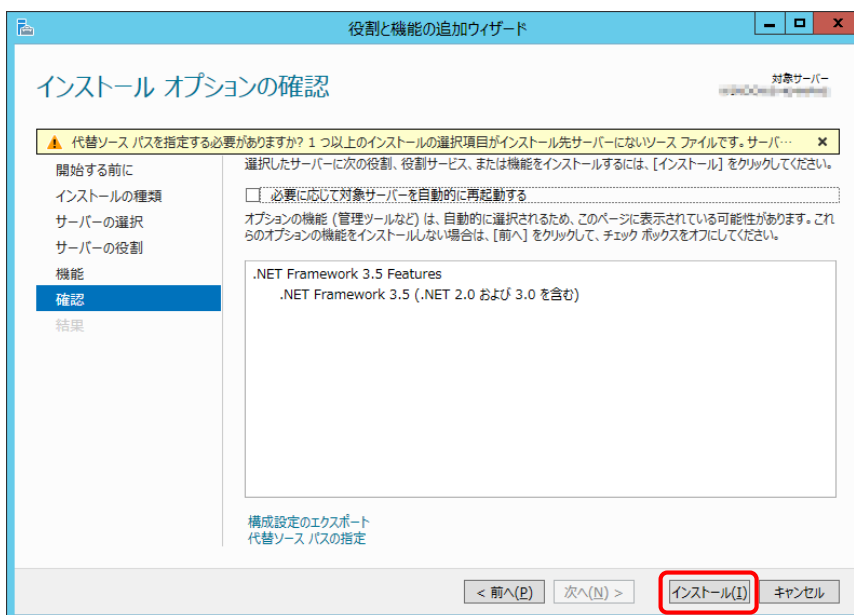 役割と機能の追加ウィザード
インストール オプションの確認
対象サーバー
代替ソース パスを指定する必要がありますか? 1 つ以上のインストールの選択項目がインストール先サーバーにないソース ファイルです。サーバ…
開始する前に
インストールの種類
サーバーの選択
サーバーの役割
機能
確認
結果
選択したサーバーに次の役割、役割サービス、または機能をインストールするには、[インストール] をクリックしてください。
必要に応じて対象サーバーを自動的に再起動する
オプションの機能 (管理ツールなど) は、自動的に選択されるため、このページに表示されている可能性があります。これ
らのオプションの機能をインストールしない場合は、[前へ] をクリックして、チェック ボックスをオフにしてください。
.NET Framework 3.5 Features
.NET Framework 3.5 (.NET 2.0 および 3.0 を含む)
構成設定のエクスポート
代替ソース パスの指定
< 前へ(P) 次へ(N) > インストール(I) キャンセル